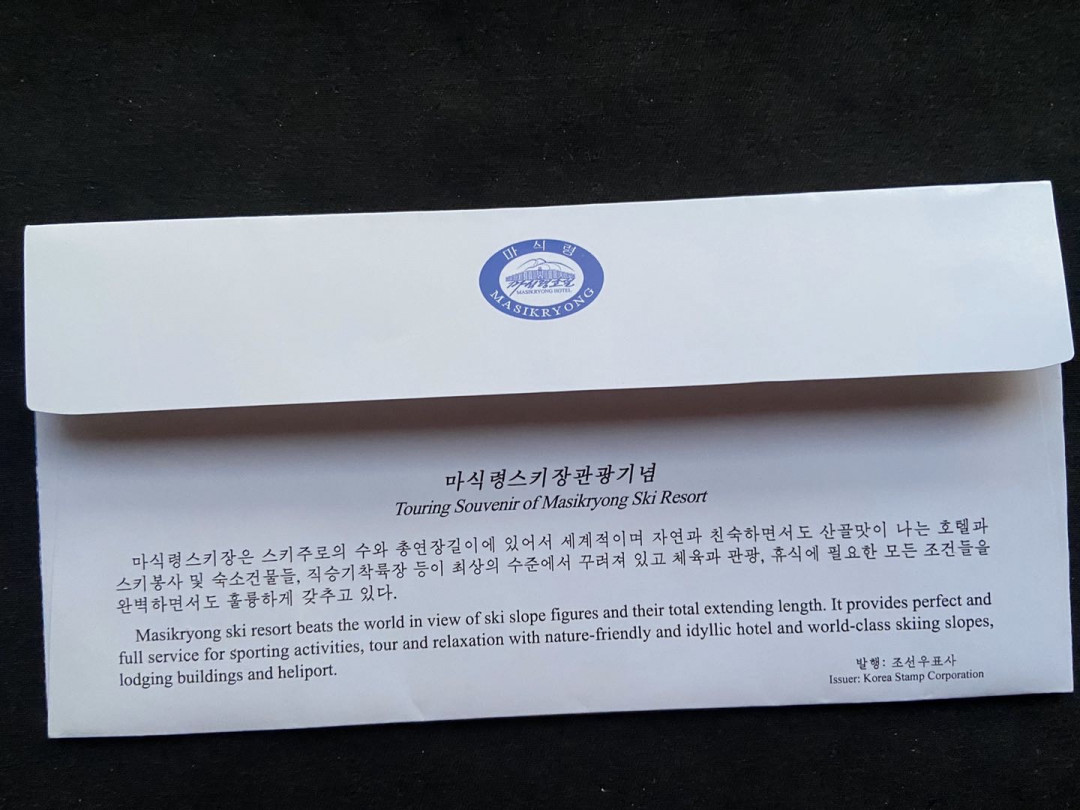 마식령
마식령호텔
MASIKRYONG HOTEL
MASIKRYONG
마식령스키장관광기념
Touring Souvenir of Masikryong Ski Resort
마식령스키장은 스키주로의 수와 총연장길이에 있어서 세계적이며 자연과 친숙하면서도 산골맛이 나는 호텔과
스키봉사 및 숙소건물들, 직승기착륙장 등이 최상의 수준에서 꾸려져 있고 체육과 관광, 휴식에 필요한 모든 조건들을
완벽하면서도 훌륭하게 갖추고 있다.
Masikryong ski resort beats the world in view of ski slope figures and their total extending length. It provides perfect and
full service for sporting activities, tour and relaxation with nature-friendly and idyllic hotel and world-class skiing slopes,
lodging buildings and heliport.
발행: 조선우표사
Issuer: Korea Stamp Corporation